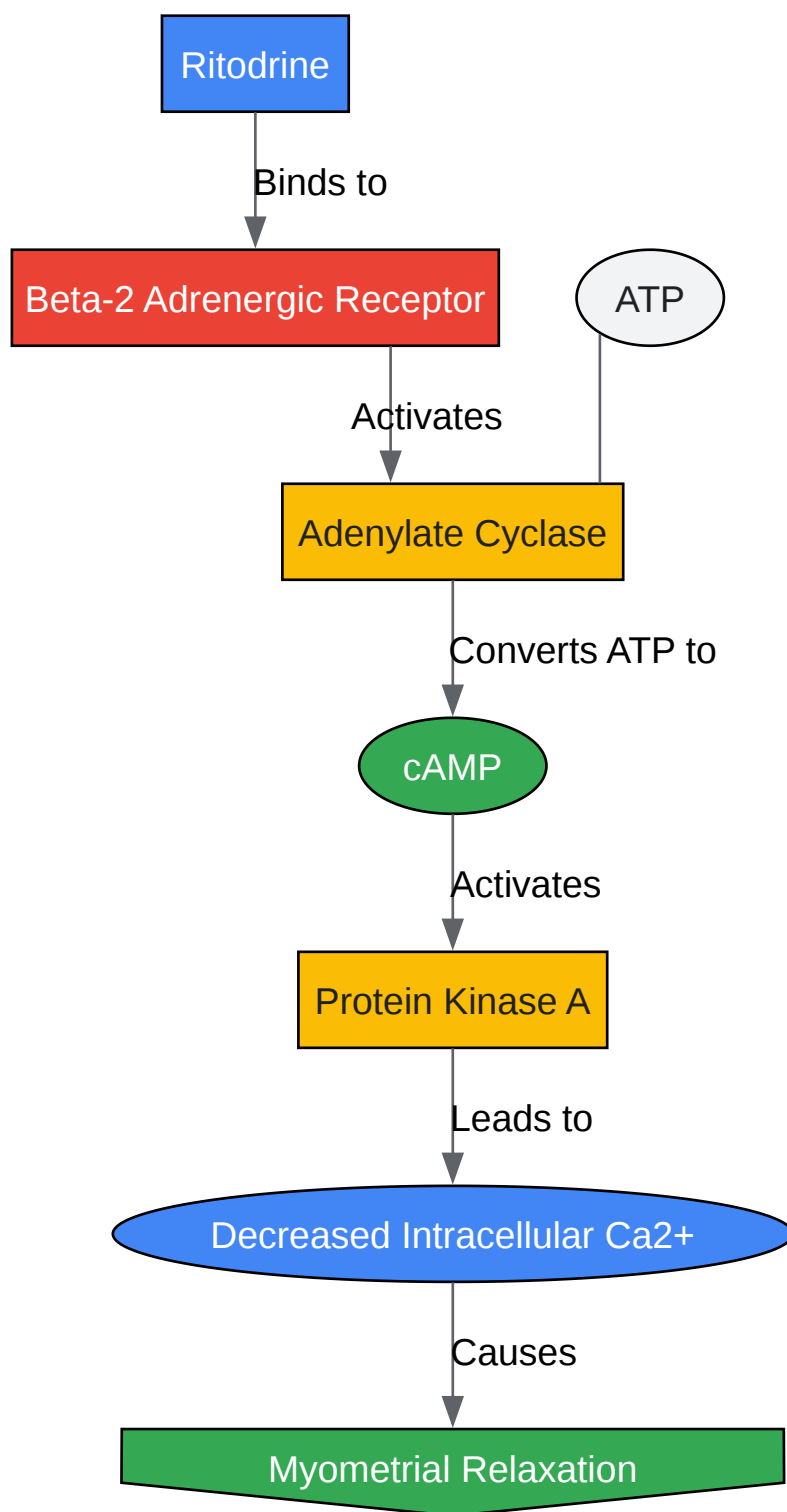 Ritodrine
Binds to
Beta-2 Adrenergic Receptor
ATP
Activates
Adenylate Cyclase
Converts ATP to
cAMP
Activates
Protein Kinase A
Leads to
Decreased Intracellular Ca2+
Causes
Myometrial Relaxation